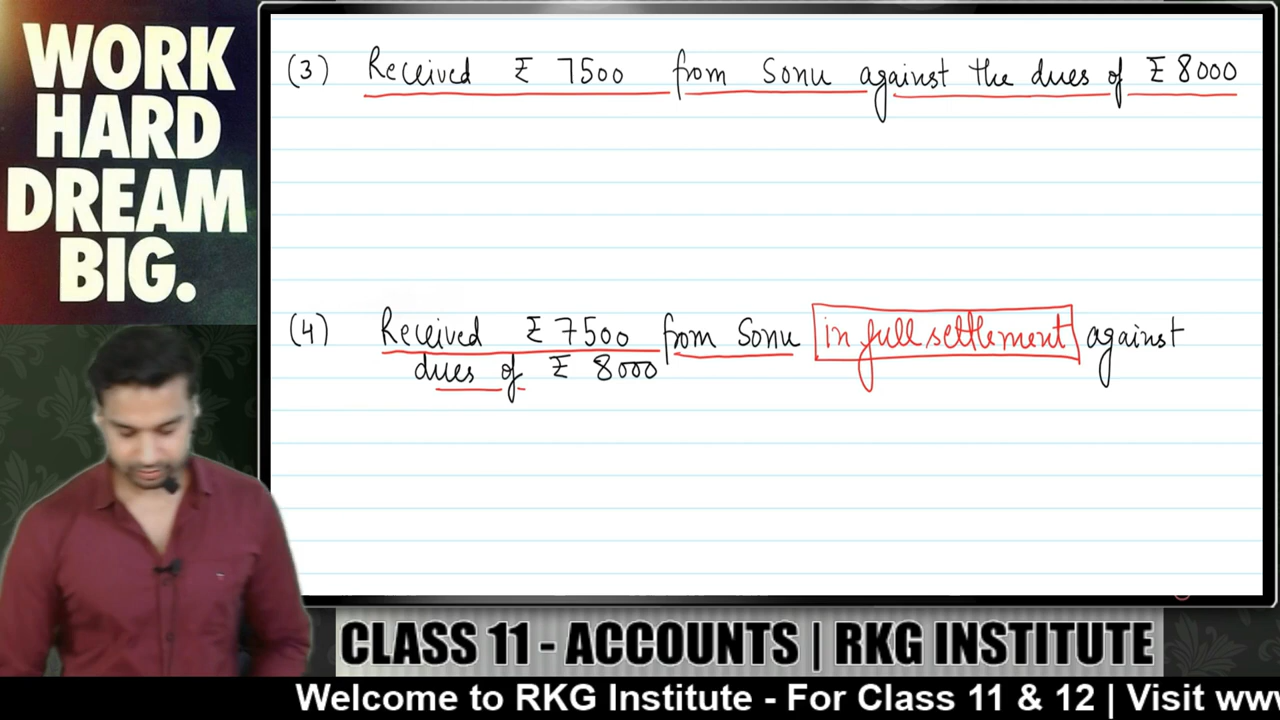 WORK
HARD
DREAM
BIG.
(3) Received ₹ 7500 from Sonu against the dues of ₹ 8000
(4) Received ₹ 7500 from Sonu in full settlement against
dues of ₹ 8000
CLASS 11 - ACCOUNTS | RKG INSTITUTE
Welcome to RKG Institute - For Class 11 & 12 | Visit www